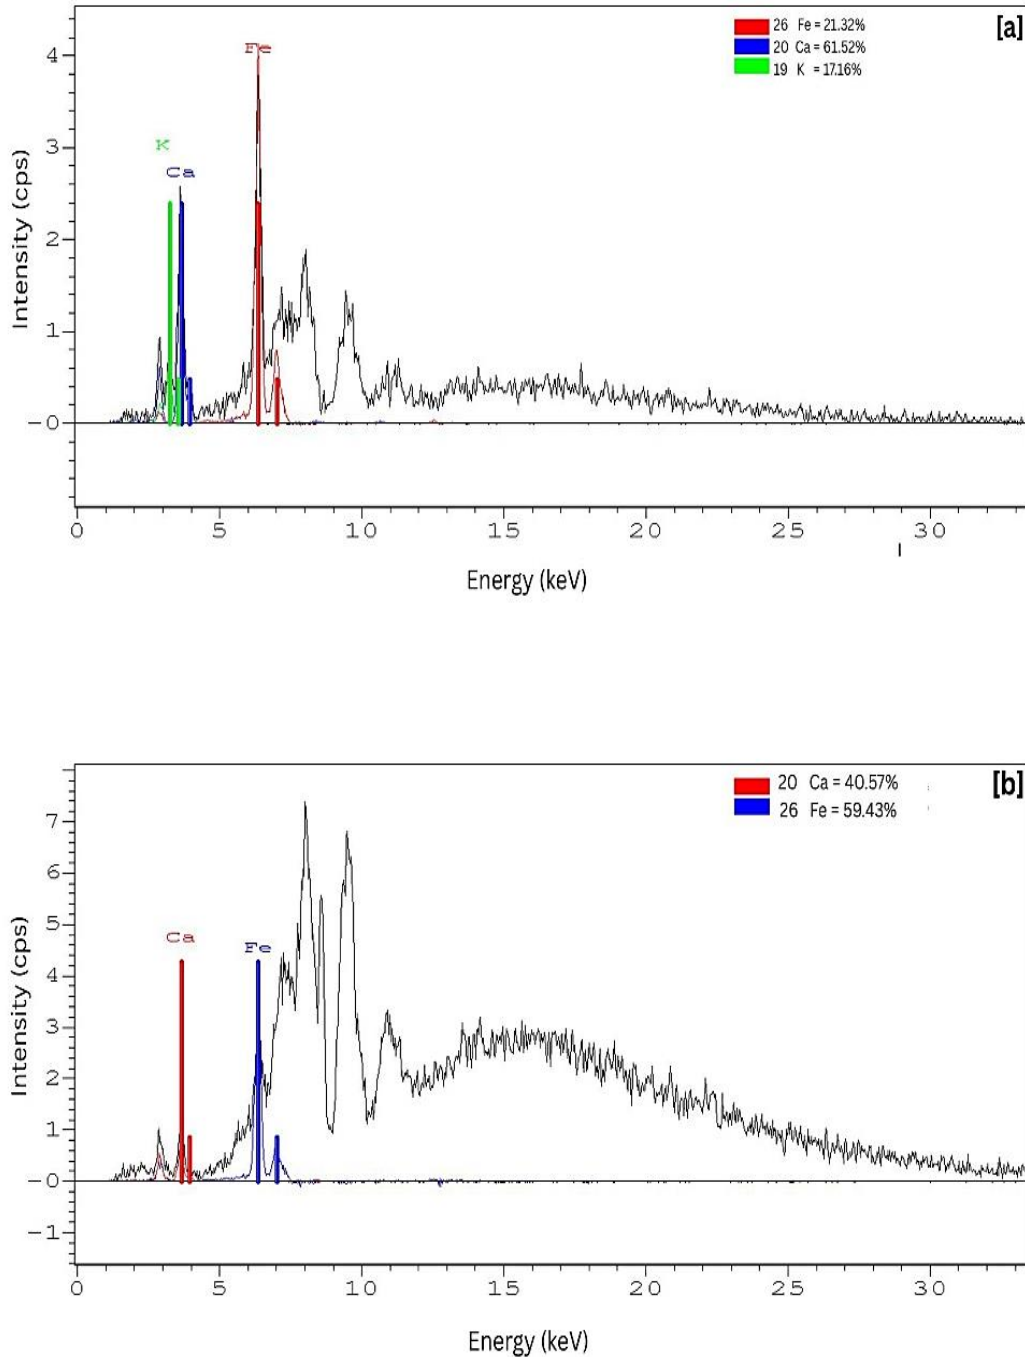 [a]
26 Fe = 21.32%
20 Ca = 61.52%
19 K = 17.16%
Fe
K
Ca
4
3
2
1
-0
Intensity (cps)
0 5 10 15 20 25 30
Energy (keV)
[b]
20 Ca = 40.57%
26 Fe = 59.43%
Ca Fe
7
6
5
4
3
2
1
-0
-1
Intensity (cps)
0 5 10 15 20 25 30
Energy (keV)